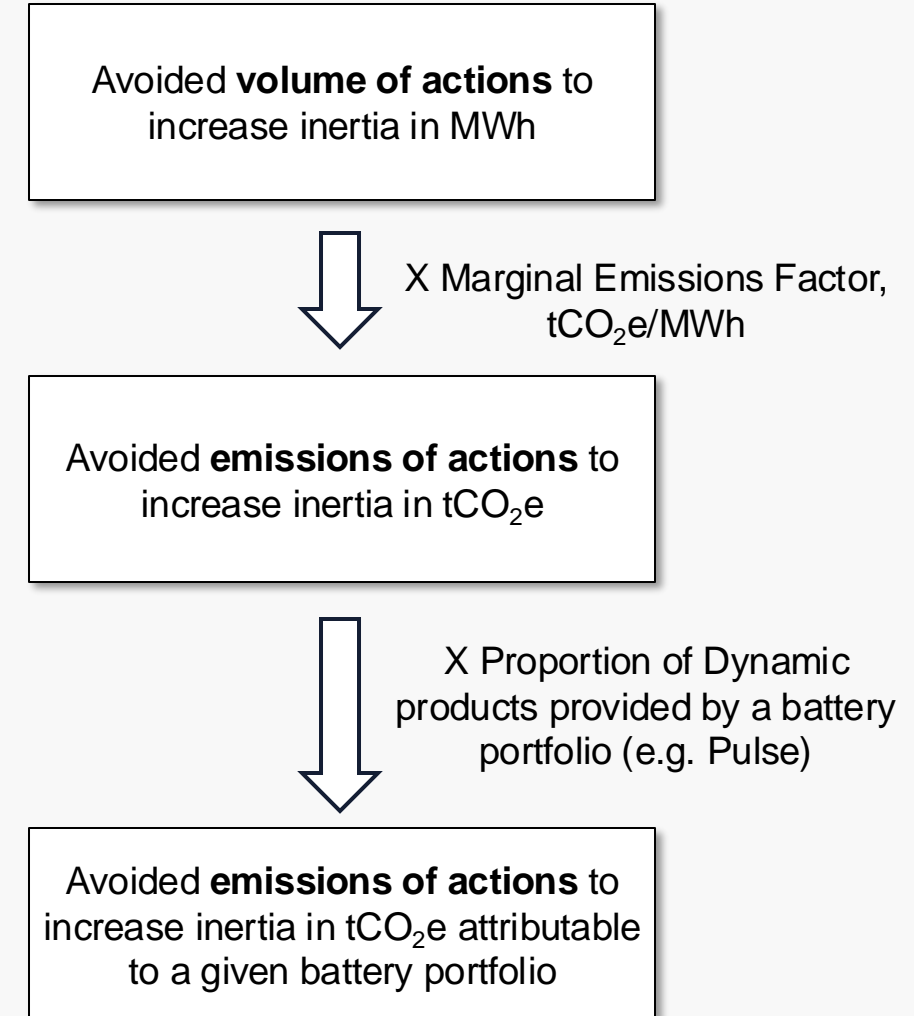 Avoided volume of actions to
increase inertia in MWh
X Marginal Emissions Factor,
tCO₂e/MWh
Avoided emissions of actions to
increase inertia in tCO₂e
X Proportion of Dynamic
products provided by a battery
portfolio (e.g. Pulse)
Avoided emissions of actions to
increase inertia in tCO₂e attributable
to a given battery portfolio